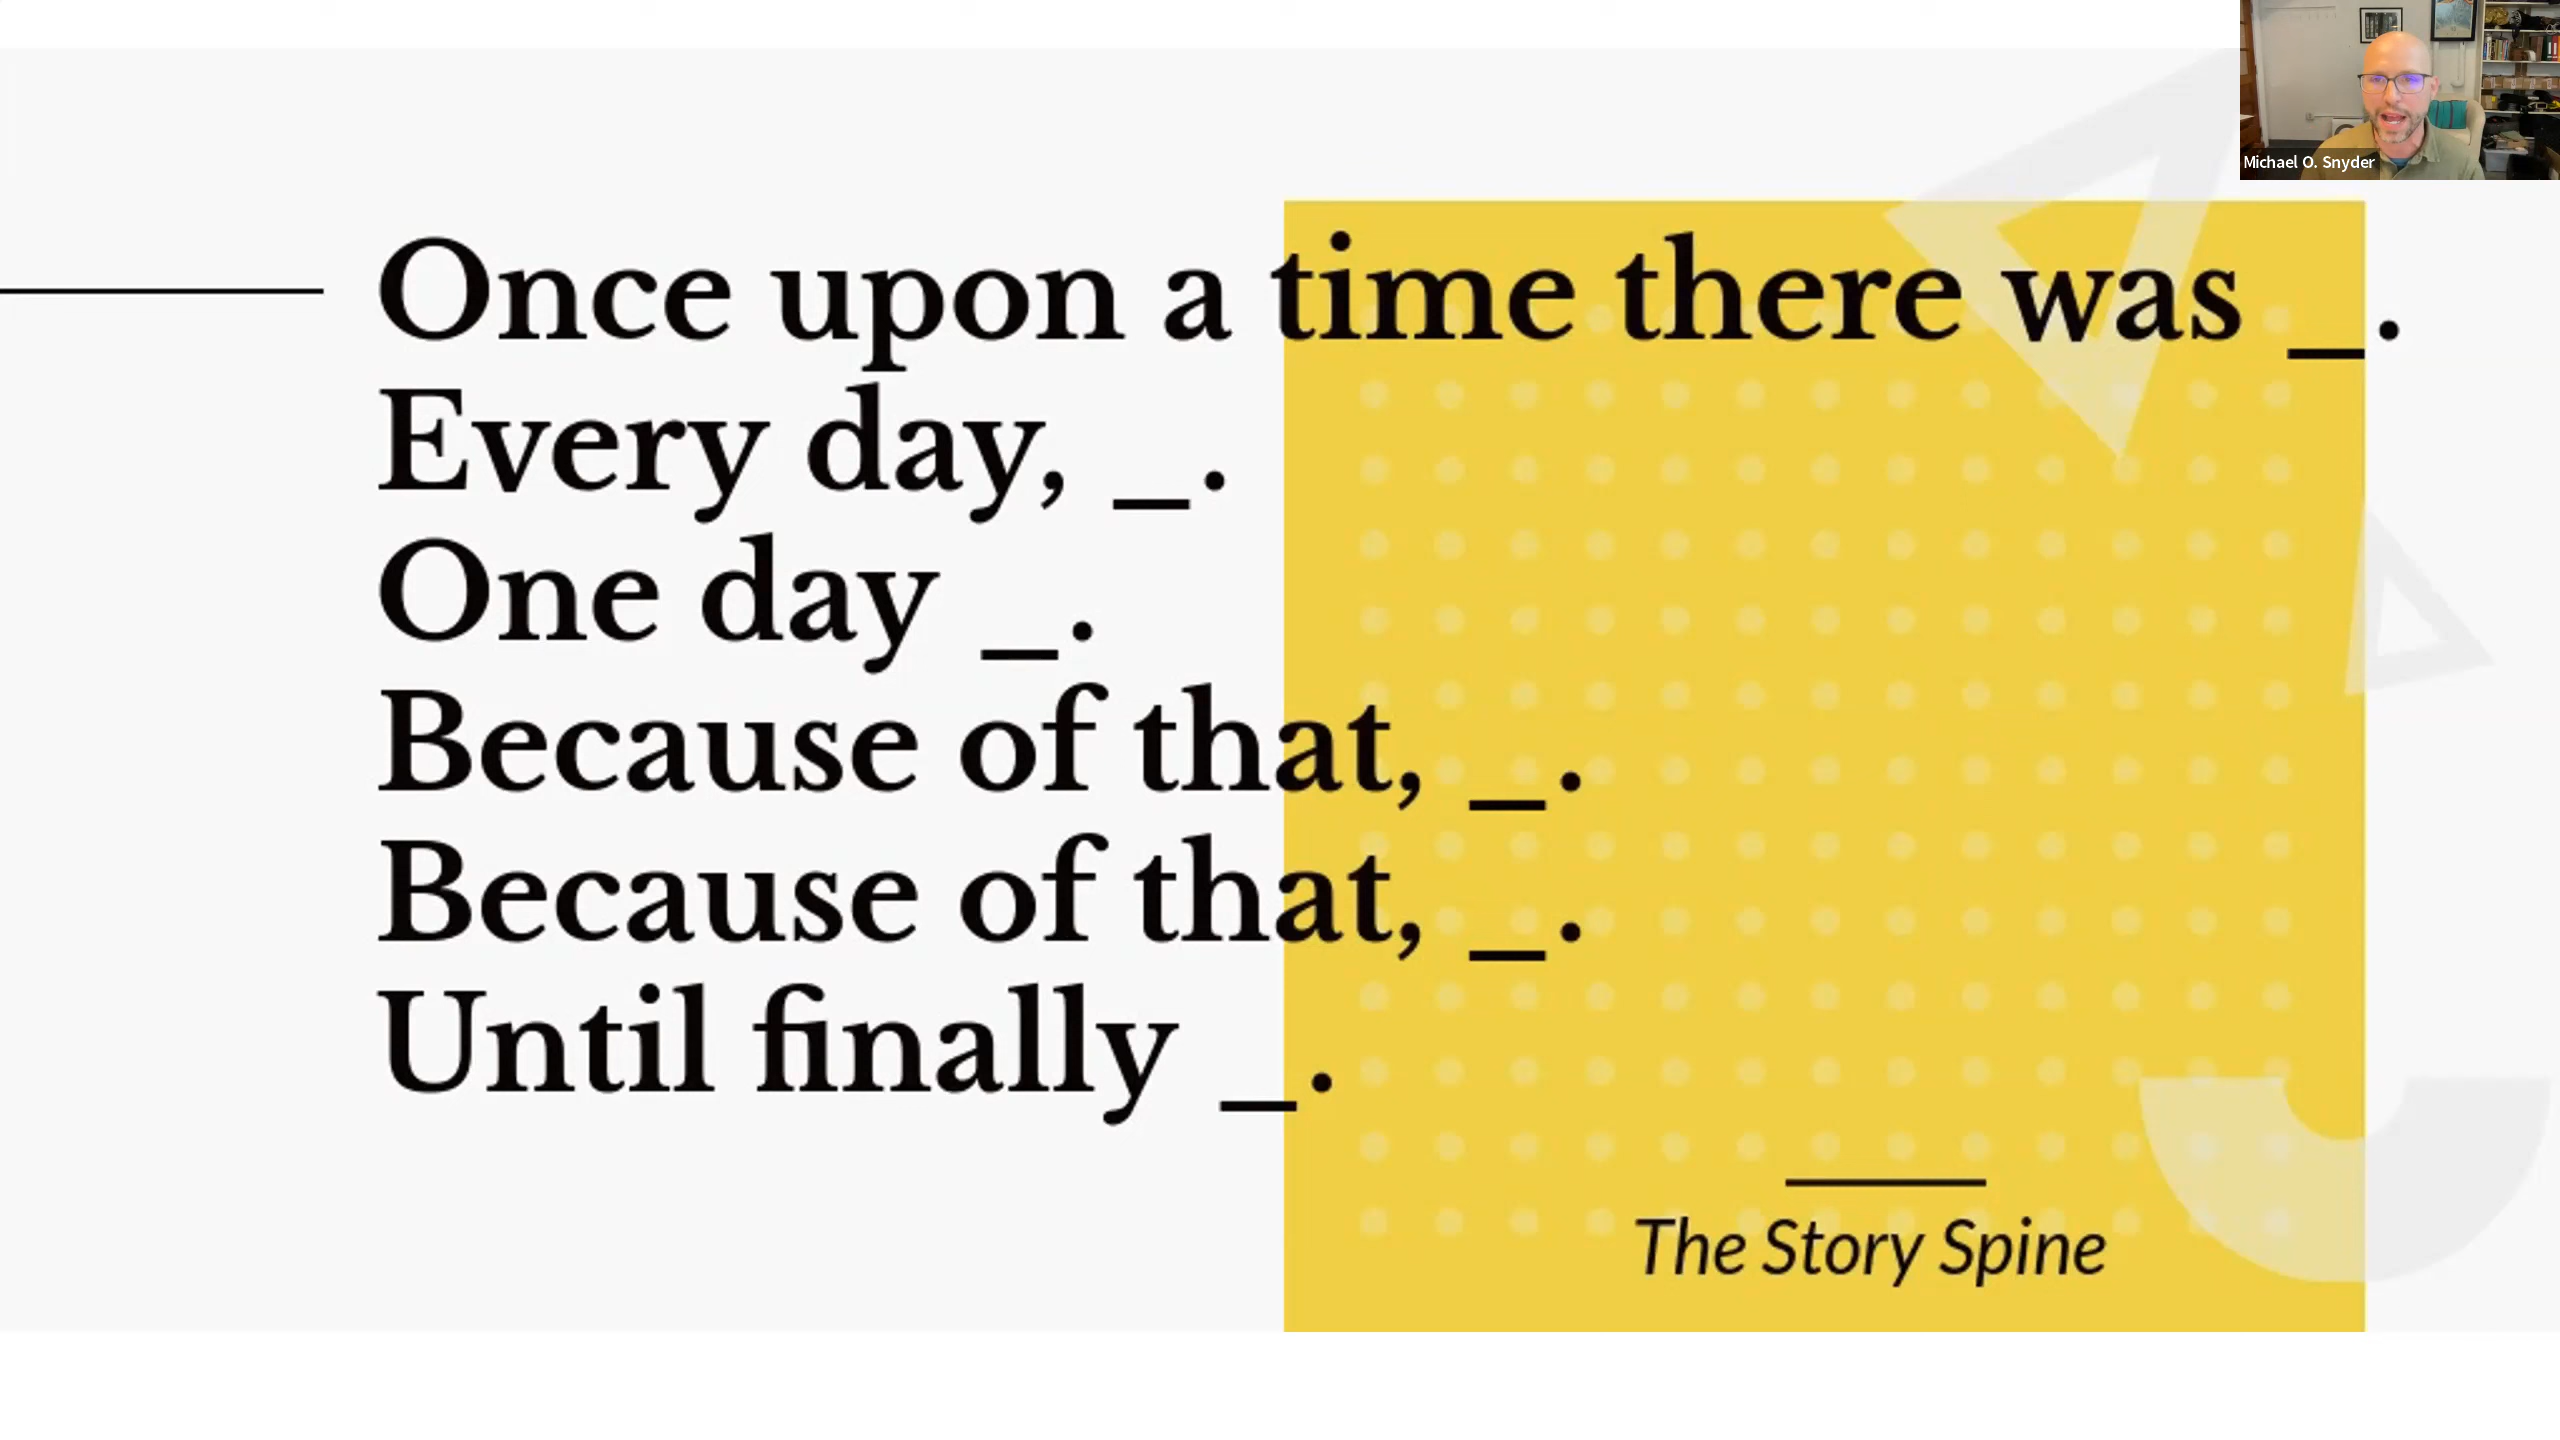 Michael O. Snyder
Once upon a time there was _.
Every day, _.
One day _.
Because of that, _.
Because of that, _.
Until finally _.
The Story Spine